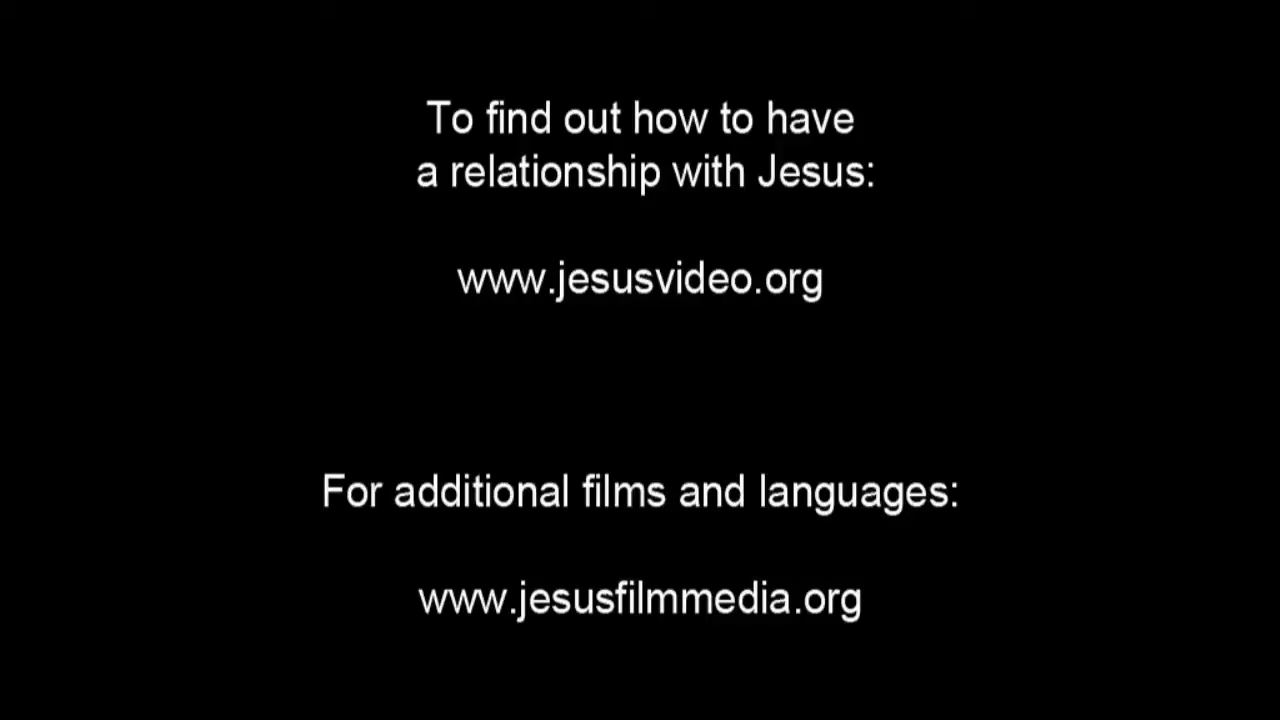 To find out how to have
a relationship with Jesus:
www.jesusvideo.org
For additional films and languages:
www.jesusfilmmedia.org